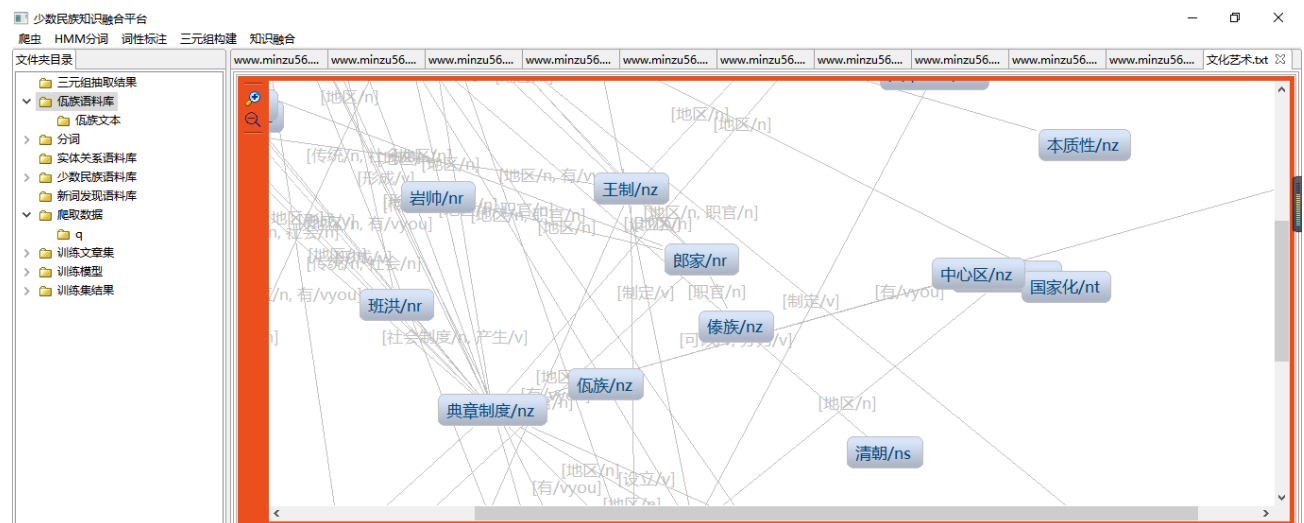 少数民族知识融合平台
爬虫 HMM分词 词性标注 三元组构建 知识融合
文件夹目录
www.minzu56.... www.minzu56.... www.minzu56.... www.minzu56.... www.minzu56.... www.minzu56.... www.minzu56.... www.minzu56.... www.minzu56.... www.minzu56.... 文化艺术.txt
三元组抽取结果
佤族语料库
佤族文本
分词
实体关系语料库
少数民族语料库
新词发现语料库
爬取数据
q
训练文章集
训练模型
训练集结果
[地区/n]
[地区/n]
[地区/n]
本质性/nz
[形成/v]
[地区/n, 有/v
王制/nz
岩帅/nr
[地区/n, 职官/n]
[地区/n]
郎家/nr
中心区/nz
国家化/nt
[传统/n, 社会/n]
/n, 有/vyou]
班洪/nr
[制定/v]
[职官/n]
[制定/v]
[有/vyou]
傣族/nz
[社会制度/n, 产生/v]
佤族/nz
典章制度/nz
[地区/n]
清朝/ns
[地区/n]
[设立/v]
[有/vyou]